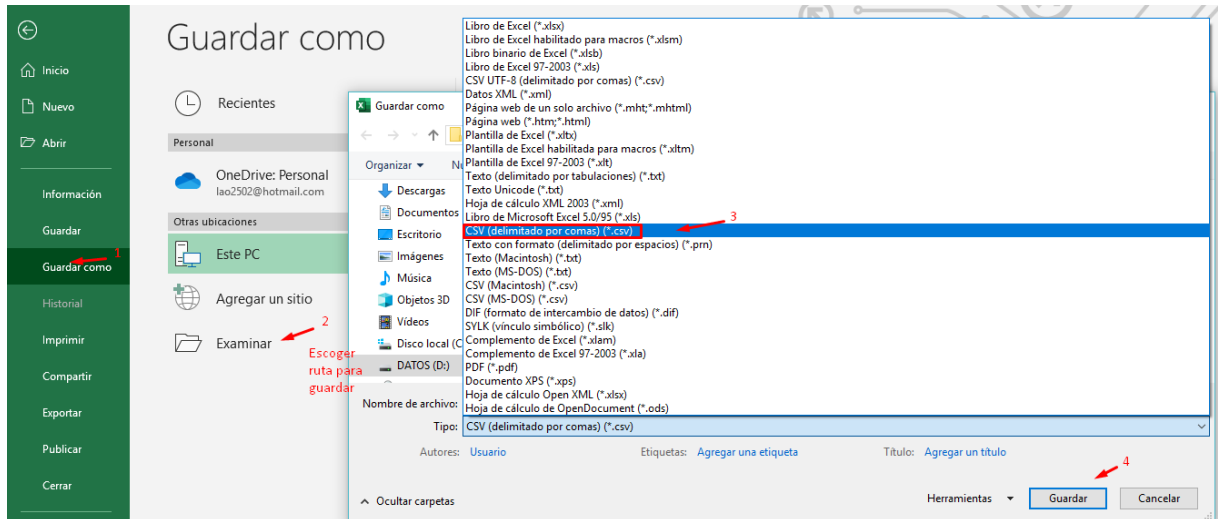 Guardar como
Inicio
Nuevo
Abrir
Información
Guardar
Guardar como
1
Historial
Imprimir
Compartir
Exportar
Publicar
Cerrar
Recientes
Personal
OneDrive: Personal
lao2502@hotmail.com
Otras ubicaciones
Este PC
Agregar un sitio
2
Examinar
Escoger
ruta para
guardar
Guardar como
Organizar
Descargas
Documentos
Escritorio
Imágenes
Música
Objetos 3D
Vídeos
Disco local (C
DATOS (D:)
Libro de Excel (*.xlsx)
Libro de Excel habilitado para macros (*.xlsm)
Libro binario de Excel (*.xlsb)
Libro de Excel 97-2003 (*.xls)
CSV UTF-8 (delimitado por comas) (*.csv)
Datos XML (*.xml)
Página web de un solo archivo (*.mht;*.mhtml)
Página web (*.htm;*.html)
Plantilla de Excel (*.xltx)
Plantilla de Excel habilitada para macros (*.xltm)
Plantilla de Excel 97-2003 (*.xlt)
Texto (delimitado por tabulaciones) (*.txt)
Texto Unicode (*.txt)
Hoja de cálculo XML 2003 (*.xml)
Libro de Microsoft Excel 5.0/95 (*.xls)
CSV (delimitado por comas) (*.csv)
3
Texto con formato (delimitado por espacios) (*.prn)
Texto (Macintosh) (*.txt)
Texto (MS-DOS) (*.txt)
CSV (Macintosh) (*.csv)
CSV (MS-DOS) (*.csv)
DIF (formato de intercambio de datos) (*.dif)
SYLK (vínculo simbólico) (*.slk)
Complemento de Excel (*.xlam)
Complemento de Excel 97-2003 (*.xla)
PDF (*.pdf)
Documento XPS (*.xps)
Hoja de cálculo Open XML (*.xlsx)
Hoja de cálculo de OpenDocument (*.ods)
Nombre de archivo:
Tipo: CSV (delimitado por comas) (*.csv)
Autores: Usuario Etiquetas: Agregar una etiqueta Título: Agregar un título
4
Ocultar carpetas Herramientas Guardar Cancelar